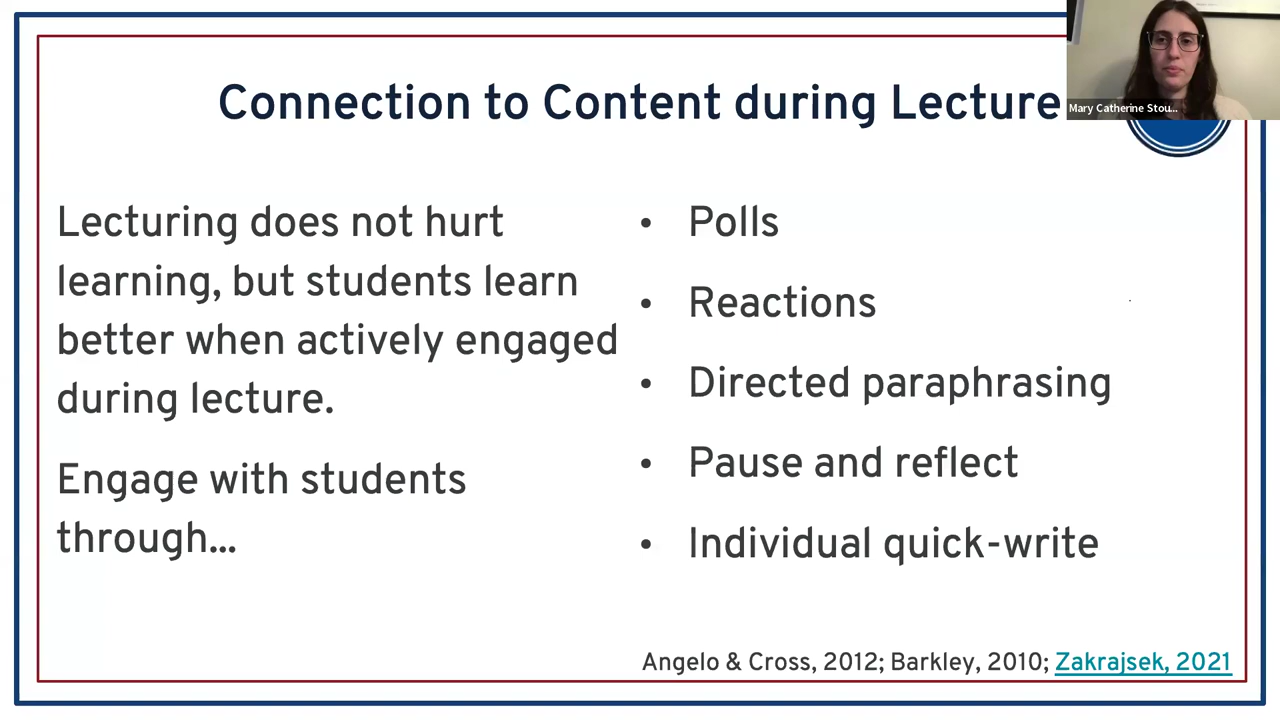 Connection to Content during Lecture
Mary Catherine Stou...
Lecturing does not hurt
learning, but students learn
better when actively engaged
during lecture.
Engage with students
through...
• Polls
• Reactions
• Directed paraphrasing
• Pause and reflect
• Individual quick-write
Angelo & Cross, 2012; Barkley, 2010; Zakrajsek, 2021